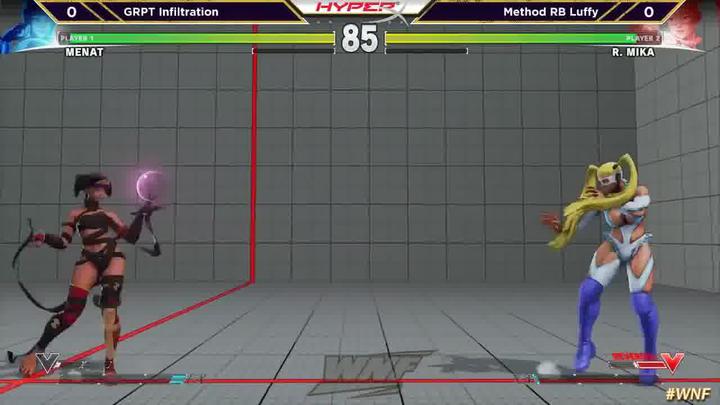 0 GRPT Infiltration HYPER Method RB Luffy 0
PLAYER 1 85 PLAYER 2
MENAT R. MIKA
WNF
#WNF